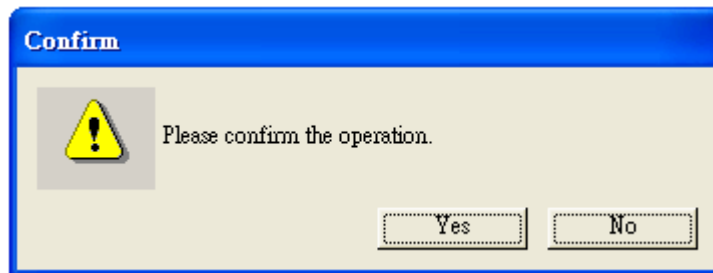 Confirm
Please confirm the operation.
Yes No